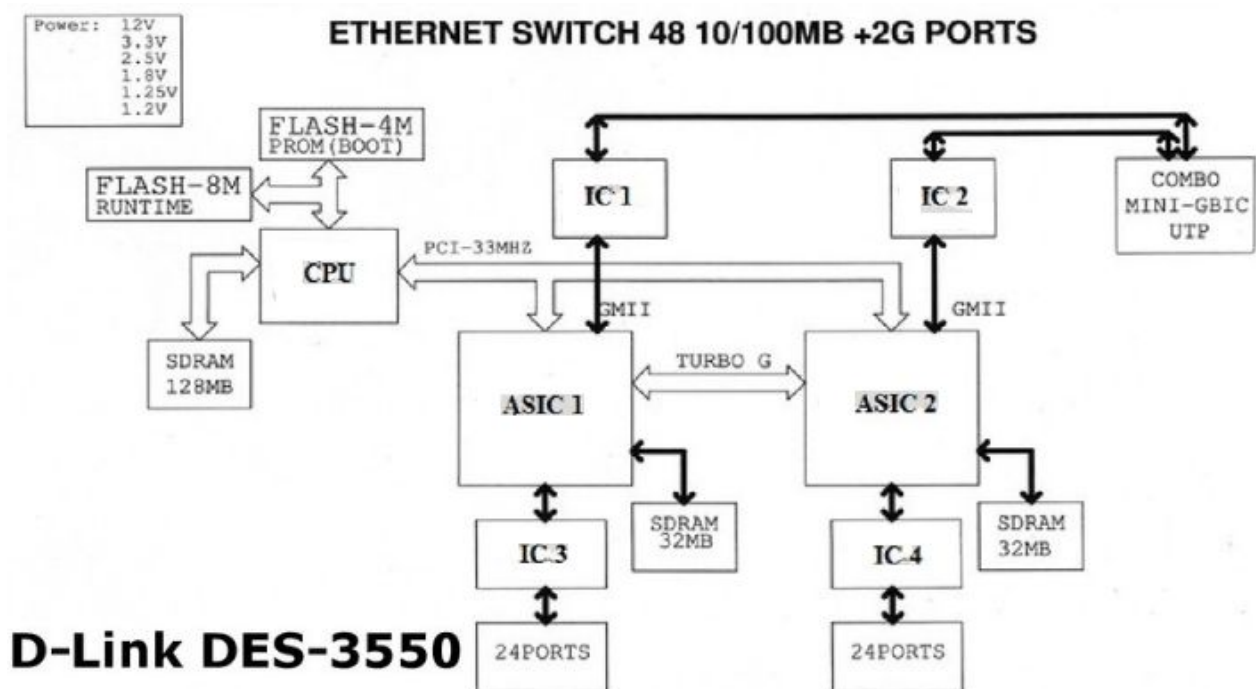 Power: 12V
3.3V
2.5V
1.8V
1.25V
1.2V
ETHERNET SWITCH 48 10/100MB +2G PORTS
FLASH-4M
PROM(BOOT)
FLASH-8M
RUNTIME
IC 1
IC 2
COMBO
MINI-GBIC
UTP
CPU
PCI-33MHZ
GMII
GMII
SDRAM
128MB
TURBO G
ASIC 1
ASIC 2
SDRAM
32MB
SDRAM
32MB
IC 3
IC 4
24PORTS
24PORTS
D-Link DES-3550